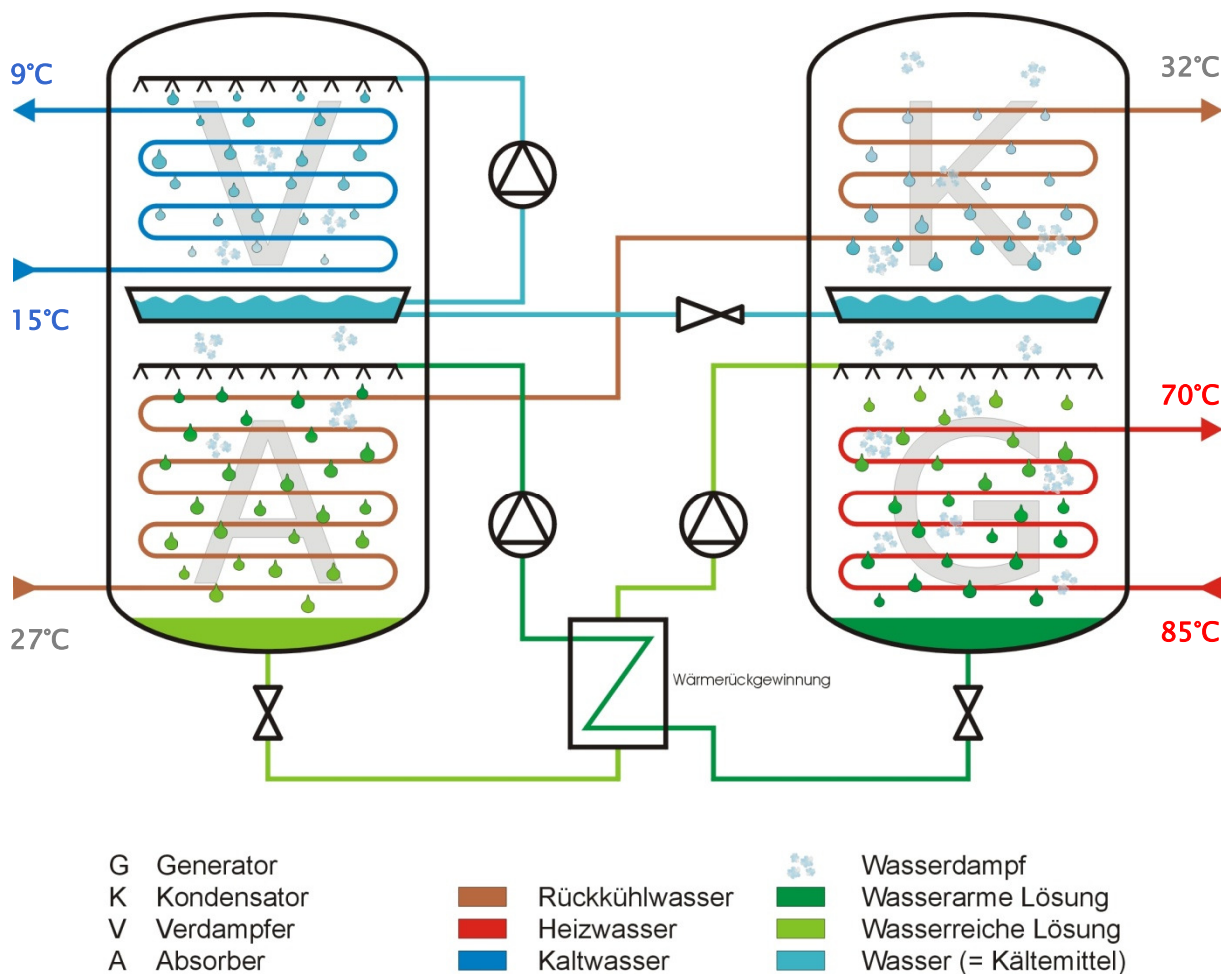 9°C
32°C
V
K
15°C
70°C
A
G
27°C
85°C
Wärmerückgewinnung
G Generator
K Kondensator
V Verdampfer
A Absorber
Rückkühlwasser
Heizwasser
Kaltwasser
Wasserdampf
Wasserarme Lösung
Wasserreiche Lösung
Wasser (= Kältemittel)